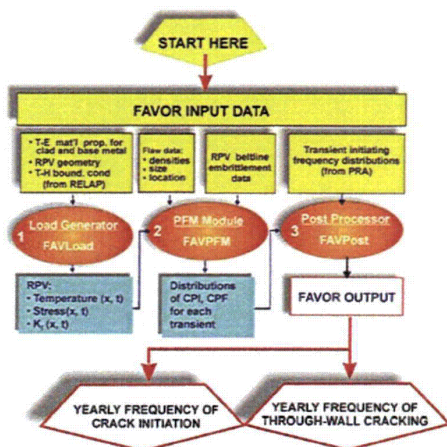 START HERE
FAVOR INPUT DATA
• T-E mat'l prop. for
clad and base metal
• RPV geometry
• T-H bound. cond
(from RELAP)
Flaw data:
• densities
• size
• location
RPV beltline
embrittlement
data
Transient initiating
frequency distributions
(from PRA)
1
Load Generator
FAVLoad
2
PFM Module
FAVPFM
3
Post Processor
FAVPost
RPV:
• Temperature (x, t)
• Stress(x, t)
• KI (x, t)
Distributions
of CPI, CPF
for each
transient
FAVOR OUTPUT
YEARLY FREQUENCY OF
CRACK INITIATION
YEARLY FREQUENCY OF
THROUGH-WALL CRACKING